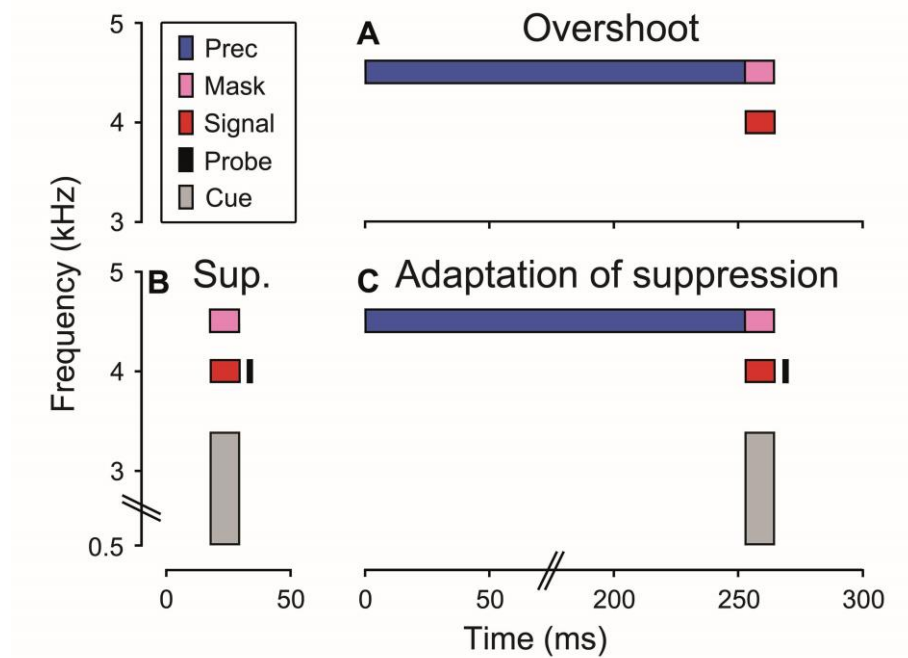 A Overshoot
5
4
3
Prec
Mask
Signal
Probe
Cue
Frequency (kHz)
B Sup.
C Adaptation of suppression
5
4
3
0.5
0 50
0 50 200 250 300
Time (ms)